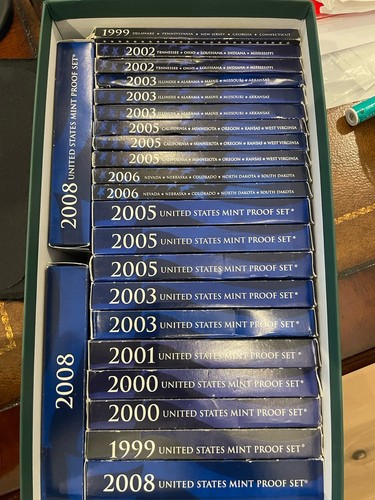 1999 DELAWARE ★ PENNSYLVANIA ★ NEW JERSEY ★ GEORGIA ★ CONNECTICUT
2002 TENNESSEE ★ OHIO ★ LOUISIANA ★ INDIANA ★ MISSISSIPPI
2002 TENNESSEE ★ OHIO ★ LOUISIANA ★ INDIANA ★ MISSISSIPPI
2003 ILLINOIS ★ ALABAMA ★ MAINE ★ MISSOURI ★ ARKANSAS
2003 ILLINOIS ★ ALABAMA ★ MAINE ★ MISSOURI ★ ARKANSAS
2003 ILLINOIS ★ ALABAMA ★ MAINE ★ MISSOURI ★ ARKANSAS
2005 CALIFORNIA ★ MINNESOTA ★ OREGON ★ KANSAS ★ WEST VIRGINIA
2005 CALIFORNIA ★ MINNESOTA ★ OREGON ★ KANSAS ★ WEST VIRGINIA
2005 CALIFORNIA ★ MINNESOTA ★ OREGON ★ KANSAS ★ WEST VIRGINIA
2006 NEVADA ★ NEBRASKA ★ COLORADO ★ NORTH DAKOTA ★ SOUTH DAKOTA
2006 NEVADA ★ NEBRASKA ★ COLORADO ★ NORTH DAKOTA ★ SOUTH DAKOTA
2005 UNITED STATES MINT PROOF SET®
2005 UNITED STATES MINT PROOF SET®
2005 UNITED STATES MINT PROOF SET®
2003 UNITED STATES MINT PROOF SET®
2003 UNITED STATES MINT PROOF SET®
2001 UNITED STATES MINT PROOF SET®
2000 UNITED STATES MINT PROOF SET®
2000 UNITED STATES MINT PROOF SET®
1999 UNITED STATES MINT PROOF SET®
2008 UNITED STATES MINT PROOF SET®
2008 UNITED STATES MINT PROOF SET®
2008